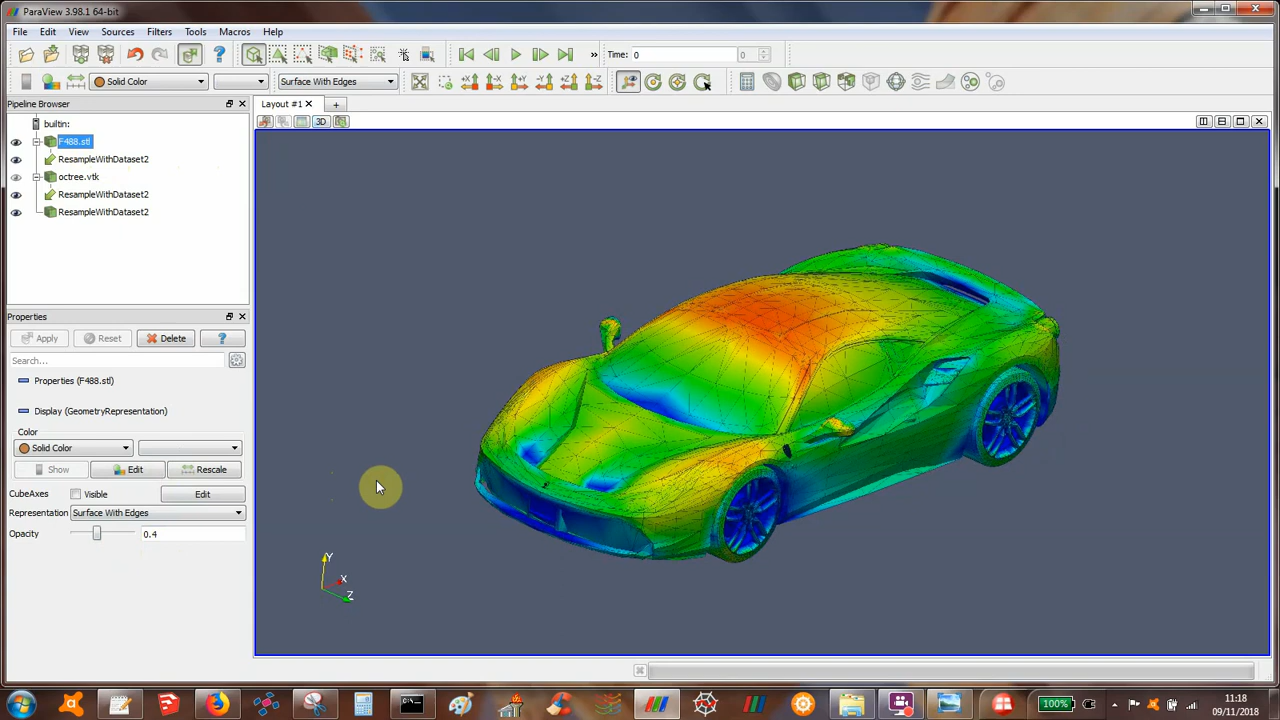 ParaView 3.98.1 64-bit
File Edit View Sources Filters Tools Macros Help
Time: 0 0
Solid Color Surface With Edges
+X -X +Y -Y +Z -Z
Pipeline Browser
Layout #1
3D
builtin:
F488.stl
ResampleWithDataset2
octree.vtk
ResampleWithDataset2
ResampleWithDataset2
Properties
Apply Reset Delete ?
Search...
Properties (F488.stl)
Display (GeometryRepresentation)
Color
Solid Color
Show Edit Rescale
CubeAxes Visible Edit
Representation Surface With Edges
Opacity 0.4
Y
X
Z
100%
11:18
09/11/2018